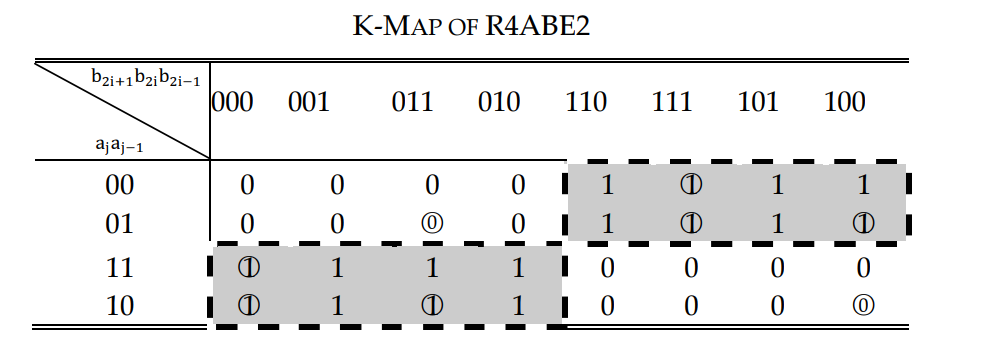 K-MAP OF R4ABE2
b2i+1b2ib2i−1
000 001 011 010 110 111 101 100
ajaj−1
00 0 0 0 0 1 ① 1 1
01 0 0 ⓪ 0 1 ① 1 ①
11 ① 1 1 1 0 0 0 0
10 ① 1 ① 1 0 0 0 ⓪